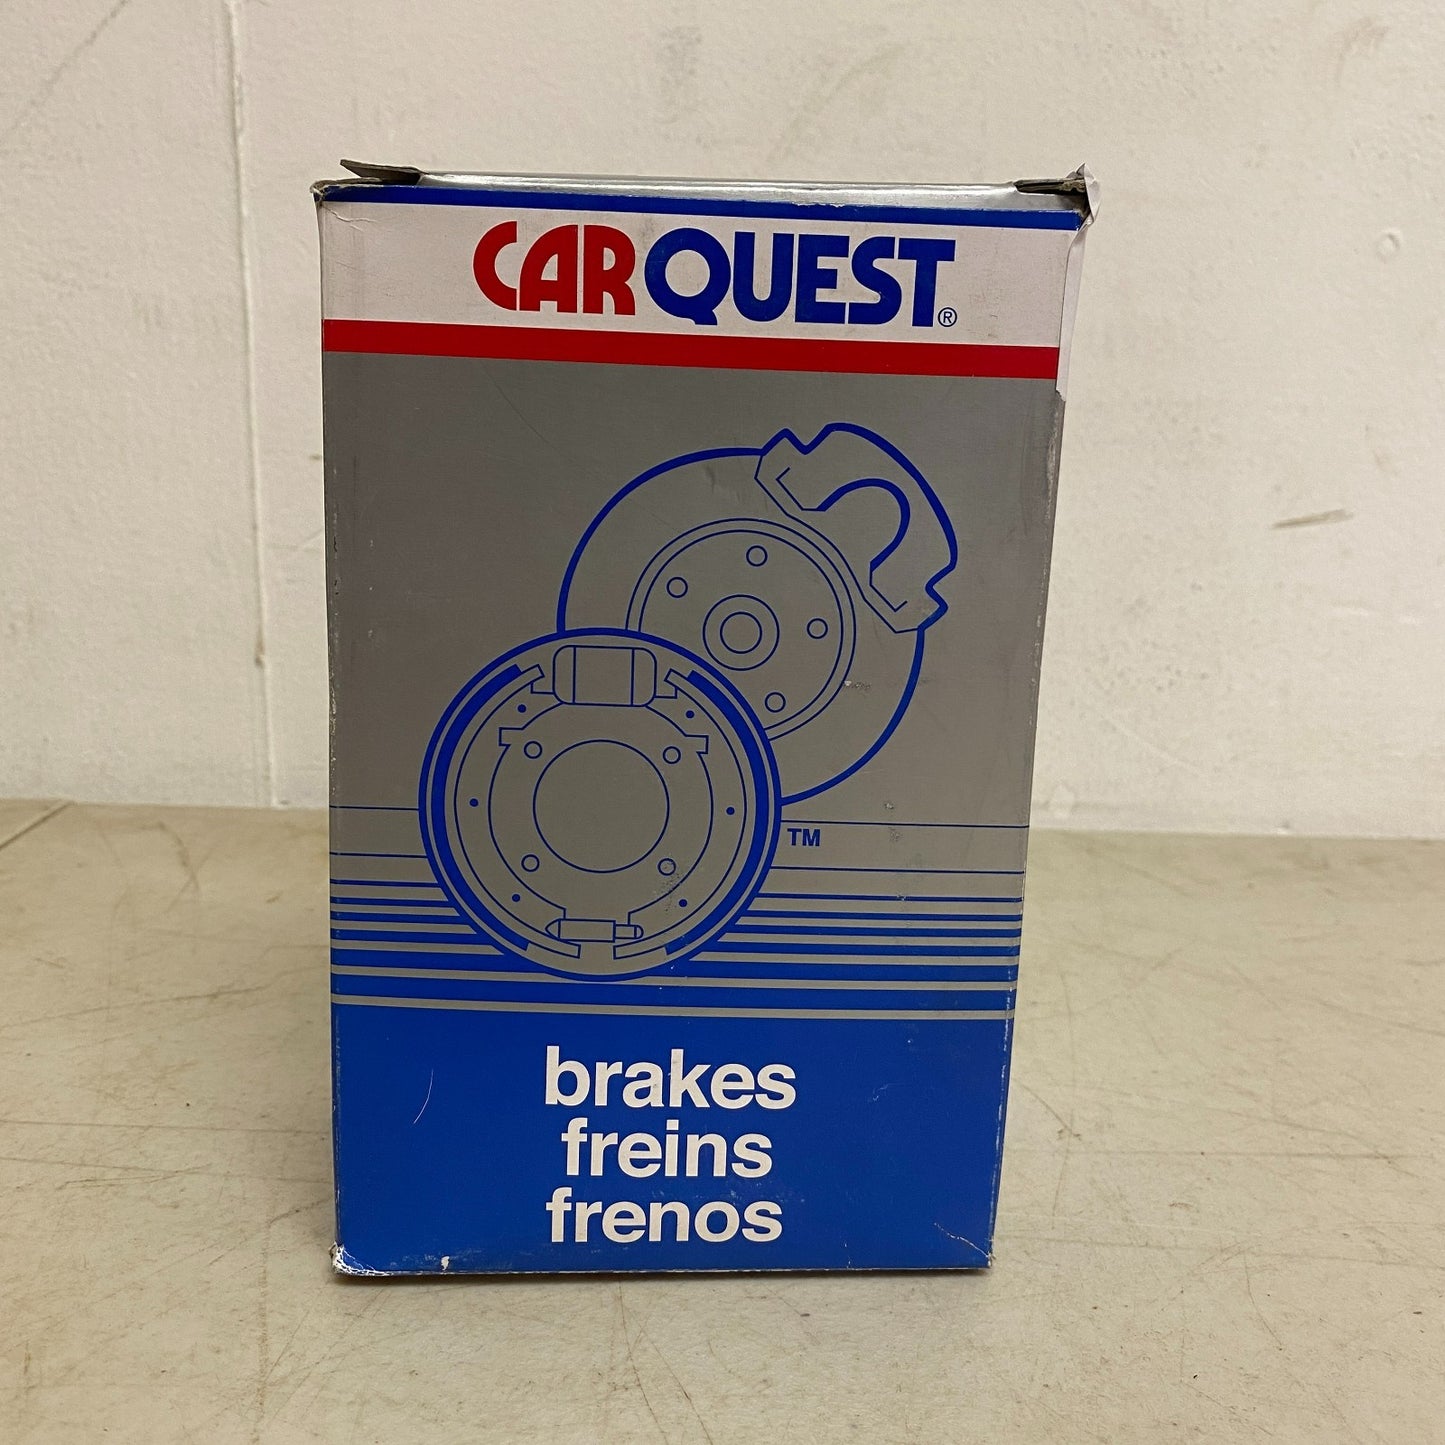 CARQUEST®
TM
brakes
freins
frenos